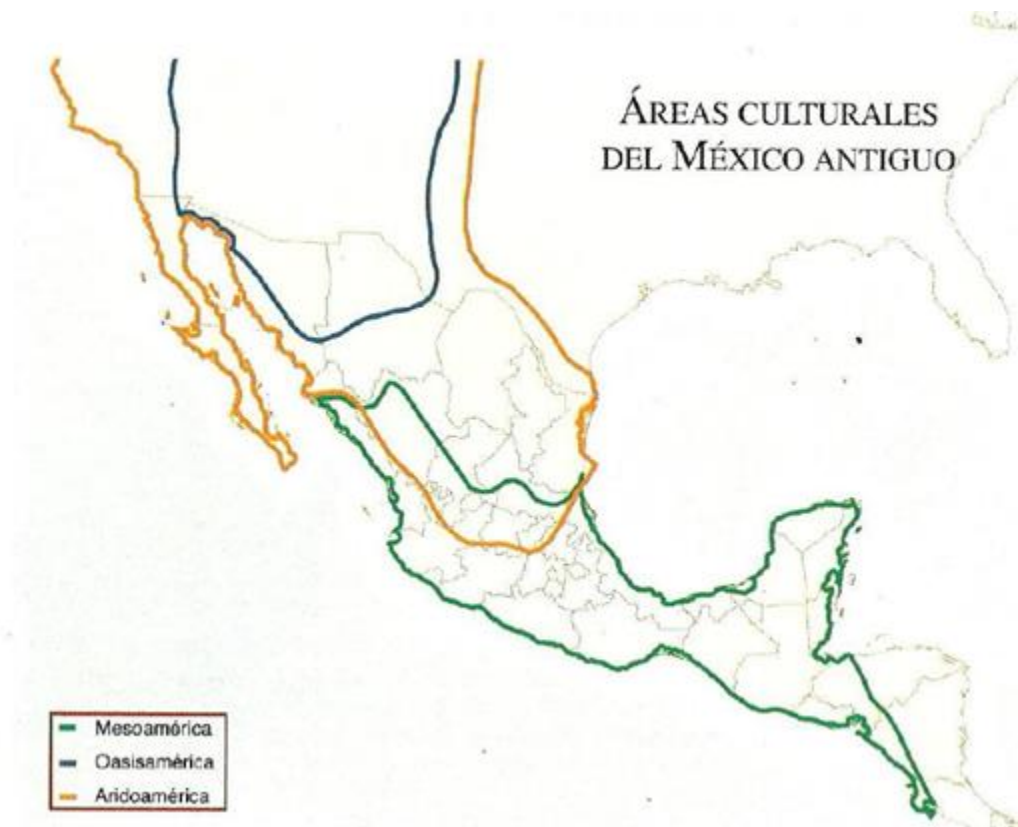 ÁREAS CULTURALES
DEL MÉXICO ANTIGUO
Mesoamérica
Oasisamérica
Aridoamérica